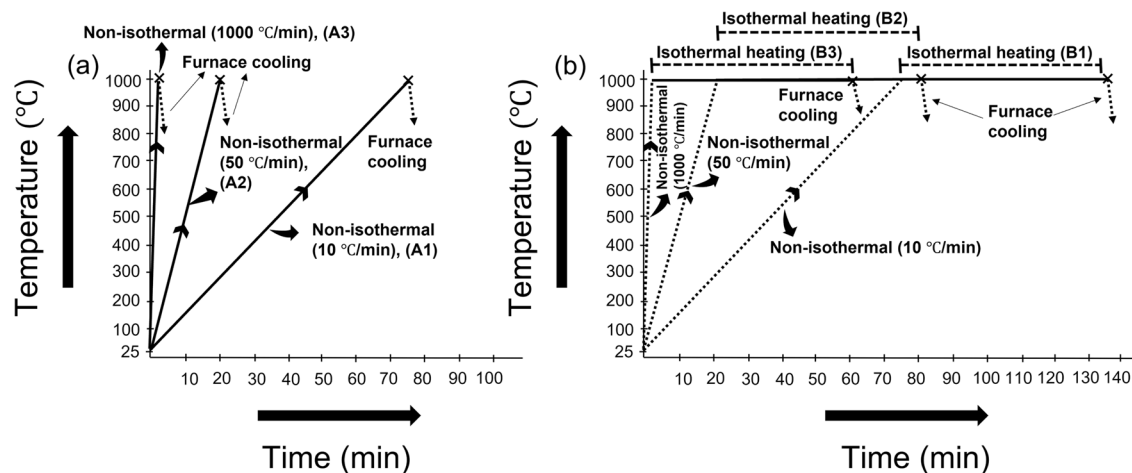 Non-isothermal (1000 ℃/min), (A3)
(a)
Furnace cooling
Temperature (℃)
1000
900
800
700
600
500
400
300
200
100
25
Non-isothermal
(50 ℃/min),
(A2)
Furnace
cooling
Non-isothermal
(10 ℃/min), (A1)
10 20 30 40 50 60 70 80 90 100
Time (min)
Isothermal heating (B2)
(b)
Isothermal heating (B3)
Isothermal heating (B1)
Temperature (℃)
1000
900
800
700
600
500
400
300
200
100
25
Non-isothermal
(1000 ℃/min)
Non-isothermal
(50 ℃/min)
Furnace
cooling
Furnace
cooling
Non-isothermal (10 ℃/min)
10 20 30 40 50 60 70 80 90 100 110 120 130 140
Time (min)